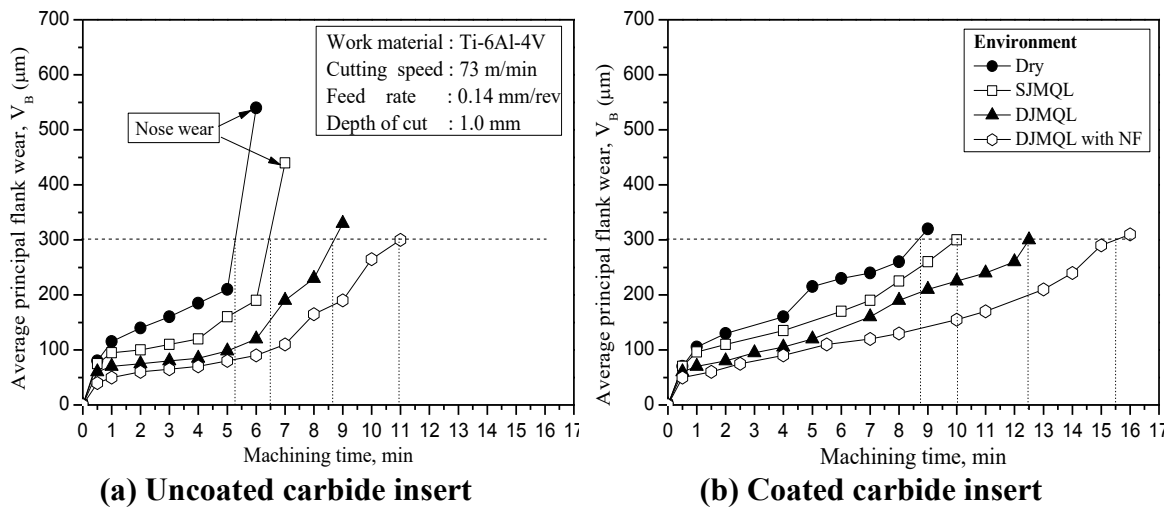 700
600
500
400
300
200
100
0
Average principal flank wear, V_B (μm)
Work material : Ti-6Al-4V
Cutting speed : 73 m/min
Feed rate : 0.14 mm/rev
Depth of cut : 1.0 mm
Nose wear
0 1 2 3 4 5 6 7 8 9 10 11 12 13 14 15 16 17
Machining time, min
(a) Uncoated carbide insert
700
600
500
400
300
200
100
0
Average principal flank wear, V_B (μm)
Environment
Dry
SJMQL
DJMQL
DJMQL with NF
0 1 2 3 4 5 6 7 8 9 10 11 12 13 14 15 16 17
Machining time, min
(b) Coated carbide insert